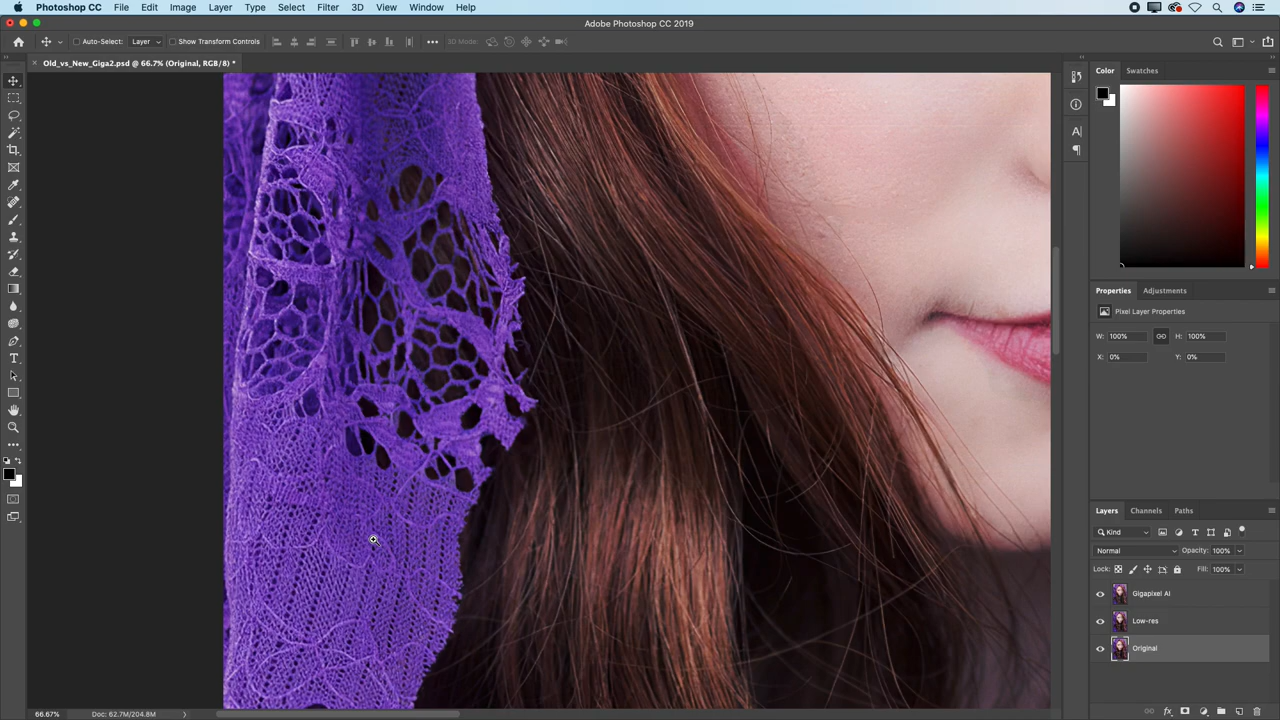 Photoshop CC File Edit Image Layer Type Select Filter 3D View Window Help
Adobe Photoshop CC 2019
Auto-Select: Layer Show Transform Controls 3D Mode:
Old_vs_New_Giga2.psd @ 66.7% (Original, RGB/8) *
Color Swatches
A|
Properties Adjustments
Pixel Layer Properties
W: 100% H: 100%
X: 0% Y: 0%
Layers Channels Paths
Kind
Normal Opacity: 100%
Lock: Fill: 100%
Gigapixel AI
Low-res
Original
66.67% Doc: 62.7M/204.8M